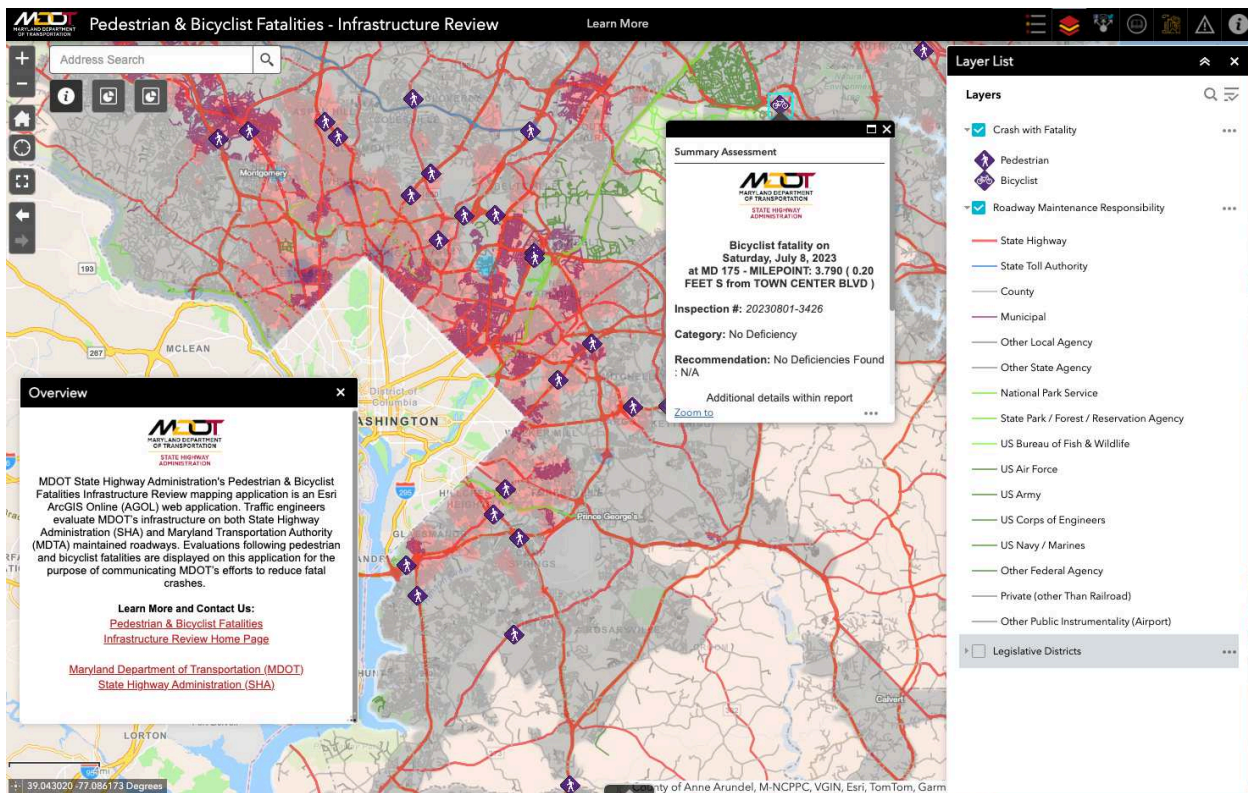 MDOT
MARYLAND DEPARTMENT
OF TRANSPORTATION
Pedestrian & Bicyclist Fatalities - Infrastructure Review
Learn More
Address Search
Layer List
Layers
Crash with Fatality
Pedestrian
Bicyclist
Roadway Maintenance Responsibility
State Highway
State Toll Authority
County
Municipal
Other Local Agency
Other State Agency
National Park Service
State Park / Forest / Reservation Agency
US Bureau of Fish & Wildlife
US Air Force
US Army
US Corps of Engineers
US Navy / Marines
Other Federal Agency
Private (other Than Railroad)
Other Public Instrumentality (Airport)
Legislative Districts
Summary Assessment
MDOT
MARYLAND DEPARTMENT
OF TRANSPORTATION
STATE HIGHWAY
ADMINISTRATION
Bicyclist fatality on
Saturday, July 8, 2023
at MD 175 - MILEPOINT: 3.790 ( 0.20
FEET S from TOWN CENTER BLVD )
Inspection #: 20230801-3426
Category: No Deficiency
Recommendation: No Deficiencies Found
: N/A
Additional details within report
Zoom to
Montgomery
193
267
MCLEAN
District of
Columbia
ASHINGTON
295
Prince George's
Calvert
LORTON
Overview
MDOT
MARYLAND DEPARTMENT
OF TRANSPORTATION
STATE HIGHWAY
ADMINISTRATION
MDOT State Highway Administration's Pedestrian & Bicyclist
Fatalities Infrastructure Review mapping application is an Esri
ArcGIS Online (AGOL) web application. Traffic engineers
evaluate MDOT's infrastructure on both State Highway
Administration (SHA) and Maryland Transportation Authority
(MDTA) maintained roadways. Evaluations following pedestrian
and bicyclist fatalities are displayed on this application for the
purpose of communicating MDOT's efforts to reduce fatal
crashes.
Learn More and Contact Us:
Pedestrian & Bicyclist Fatalities
Infrastructure Review Home Page
Maryland Department of Transportation (MDOT)
State Highway Administration (SHA)
39.043020 -77.086173 Degrees
County of Anne Arundel, M-NCPPC, VGIN, Esri, TomTom, Garm